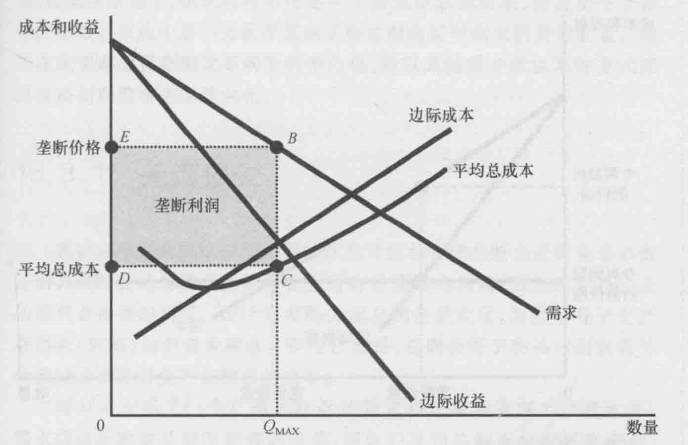 成本和收益
边际成本
垄断价格 E B
平均总成本
垄断利润
平均总成本 D C
需求
边际收益
0 QMAX 数量